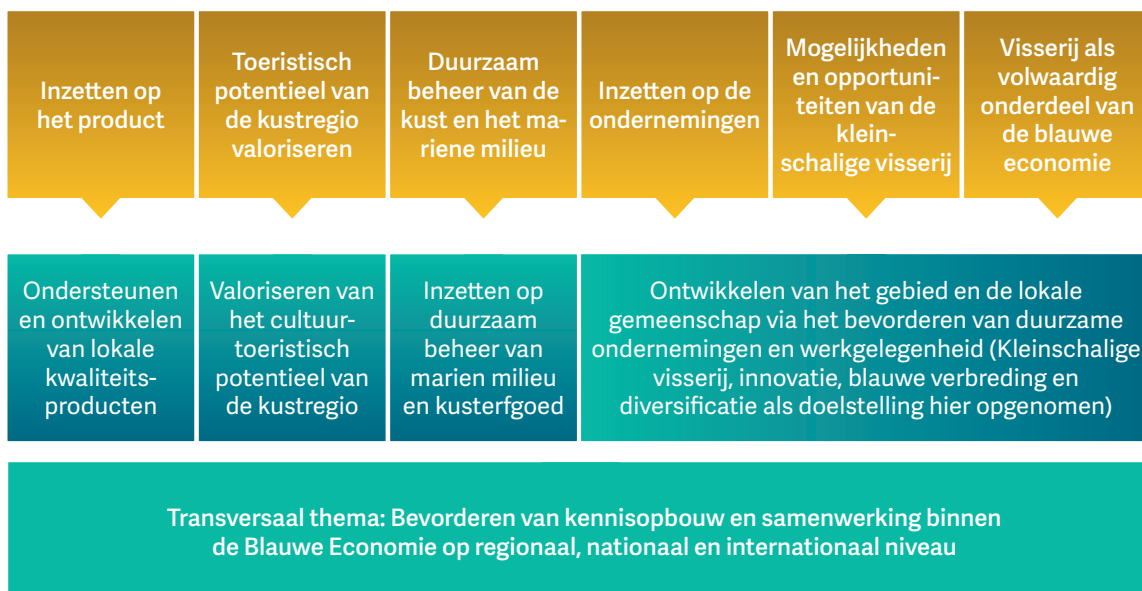 Inzetten op
het product
Toeristisch
potentieel van
de kustregio
valoriseren
Duurzaam
beheer van de
kust en het ma-
riene milieu
Inzetten op de
ondernemingen
Mogelijkheden
en opportuni-
teiten van de
klein-
schalige visserij
Visserij als
volwaardig
onderdeel van
de blauwe
economie
Ondersteunen
en ontwikkelen
van lokale
kwaliteits-
producten
Valoriseren van
het cultuur-
toeristisch
potentieel van
de kustregio
Inzetten op
duurzaam
beheer van
marien milieu
en kusterfgoed
Ontwikkelen van het gebied en de lokale
gemeenschap via het bevorderen van duurzame
ondernemingen en werkgelegenheid (Kleinschalige
visserij, innovatie, blauwe verbreding en
diversificatie als doelstelling hier opgenomen)
Transversaal thema: Bevorderen van kennisopbouw en samenwerking binnen
de Blauwe Economie op regionaal, nationaal en internationaal niveau